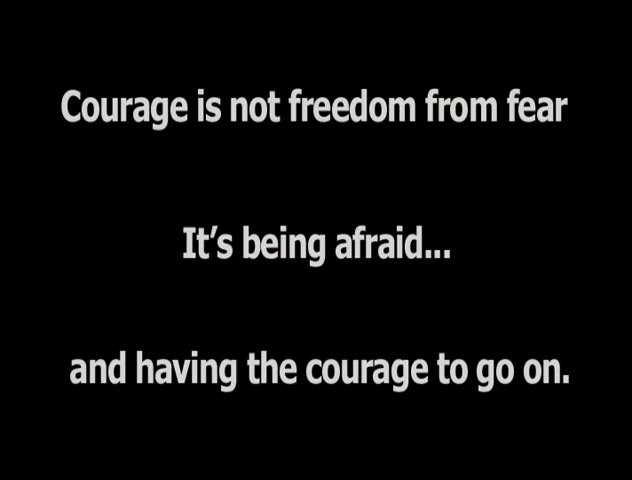 Courage is not freedom from fear
It’s being afraid...
and having the courage to go on.